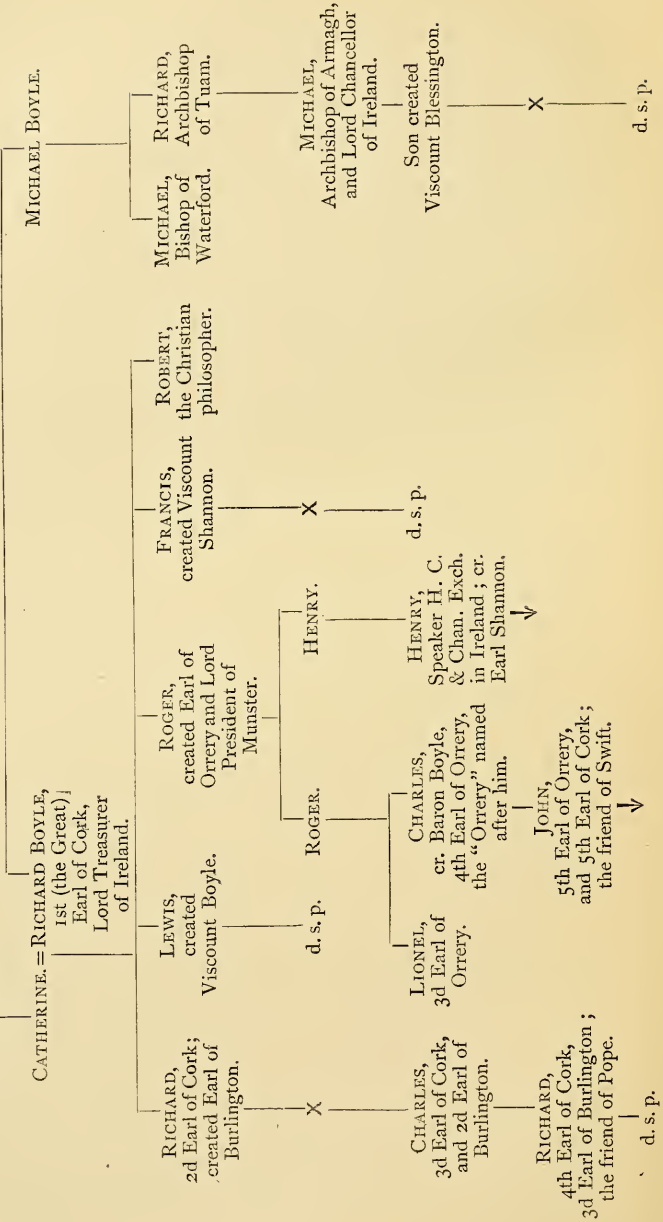 CATHERINE. = RICHARD BOYLE,
1st (the Great)
Earl of Cork,
Lord Treasurer
of Ireland.
MICHAEL BOYLE.
RICHARD,
2d Earl of Cork;
created Earl of
Burlington.
LEWIS,
created
Viscount Boyle.
ROGER,
created Earl of
Orrery and Lord
President of
Munster.
FRANCIS,
created Viscount
Shannon.
ROBERT,
the Christian
philosopher.
MICHAEL,
Bishop of
Waterford.
RICHARD,
Archbishop
of Tuam.
X
d. s. p.
ROGER.
HENRY.
X
MICHAEL,
Archbishop of Armagh,
and Lord Chancellor
of Ireland.
CHARLES,
3d Earl of Cork,
and 2d Earl of
Burlington.
LIONEL,
3d Earl of
Orrery.
CHARLES,
cr. Baron Boyle,
4th Earl of Orrery,
the “Orrery” named
after him.
HENRY,
Speaker H. C.
& Chan. Exch.
in Ireland; cr.
Earl Shannon.
d. s. p.
Son created
Viscount Blessington.
RICHARD,
4th Earl of Cork,
3d Earl of Burlington;
the friend of Pope.
JOHN,
5th Earl of Orrery,
and 5th Earl of Cork;
the friend of Swift.
X
d. s. p.
d. s. p.